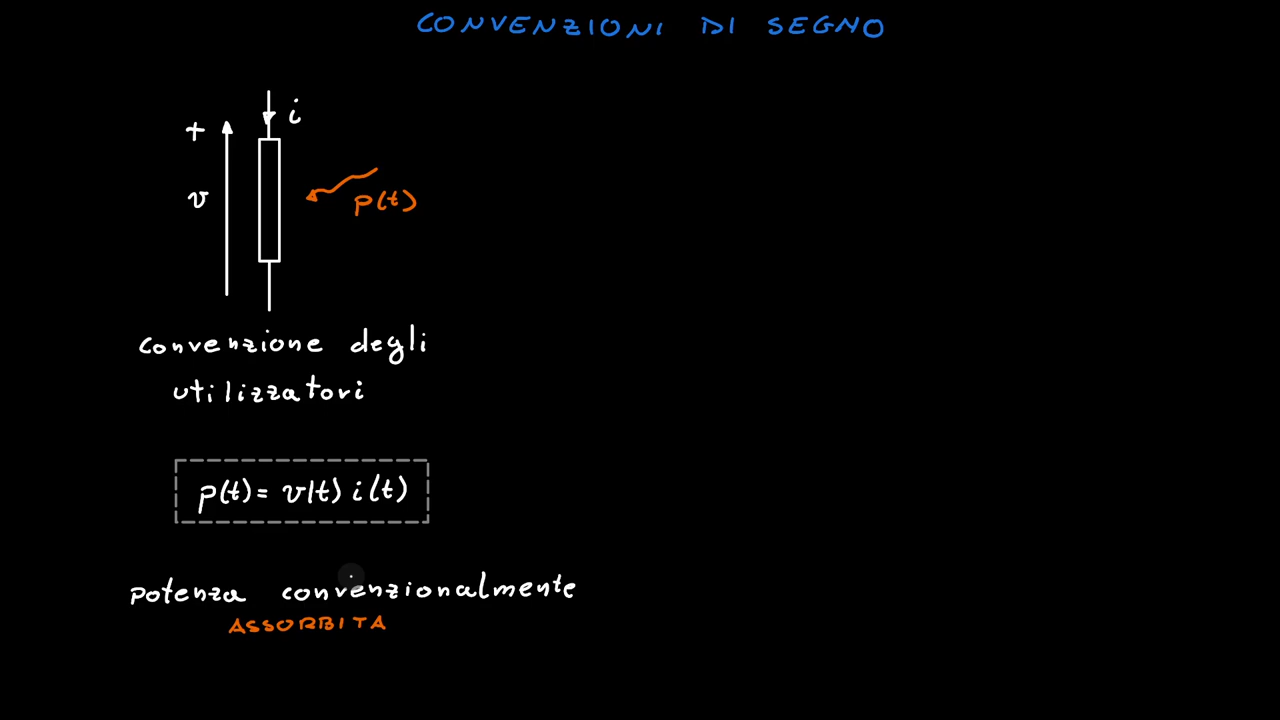 CONVENZIONI DI SEGNO
i
+
v
p(t)
convenzione degli
utilizzatori
p(t) = v(t) i(t)
potenza convenzionalmente
ASSORBITA